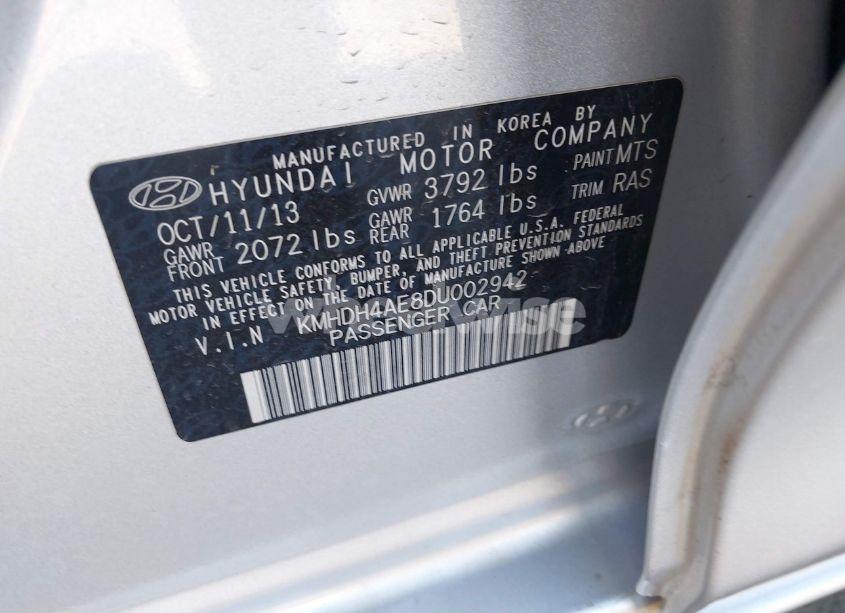 MANUFACTURED IN KOREA BY
HYUNDAI MOTOR COMPANY
OCT/11/13 GVWR 3792 lbs PAINT MTS
GAWR FRONT 2072 lbs GAWR REAR 1764 lbs TRIM RAS
THIS VEHICLE CONFORMS TO ALL APPLICABLE U.S.A. FEDERAL
MOTOR VEHICLE SAFETY, BUMPER, AND THEFT PREVENTION STANDARDS
IN EFFECT ON THE DATE OF MANUFACTURE SHOWN ABOVE
V.I.N KMHDH4AE8DU002942
PASSENGER CAR